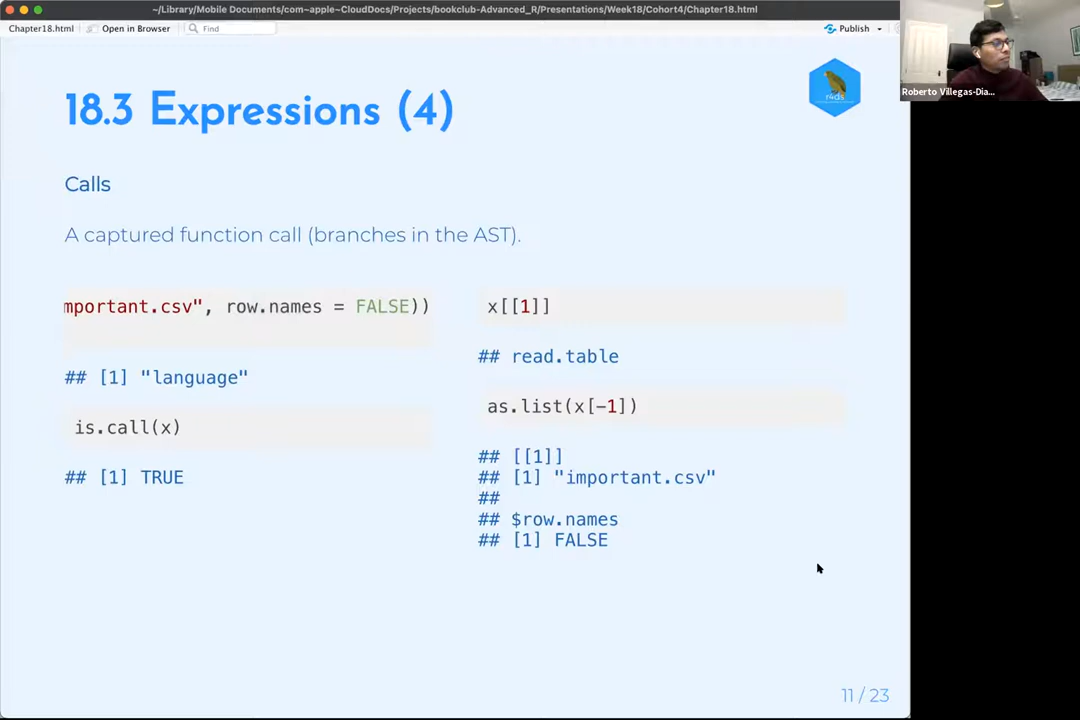 ~/Library/Mobile Documents/com~apple~CloudDocs/Projects/bookclub-Advanced_R/Presentations/Week18/Cohort4/Chapter18.html
Chapter18.html
Open in Browser
Find
Publish
Roberto Villegas-Dia...
18.3 Expressions (4)
r4ds
Calls
A captured function call (branches in the AST).
mportant.csv", row.names = FALSE))
## [1] "language"
is.call(x)
## [1] TRUE
x[[1]]
## read.table
as.list(x[-1])
## [[1]]
## [1] "important.csv"
##
## $row.names
## [1] FALSE
11 / 23